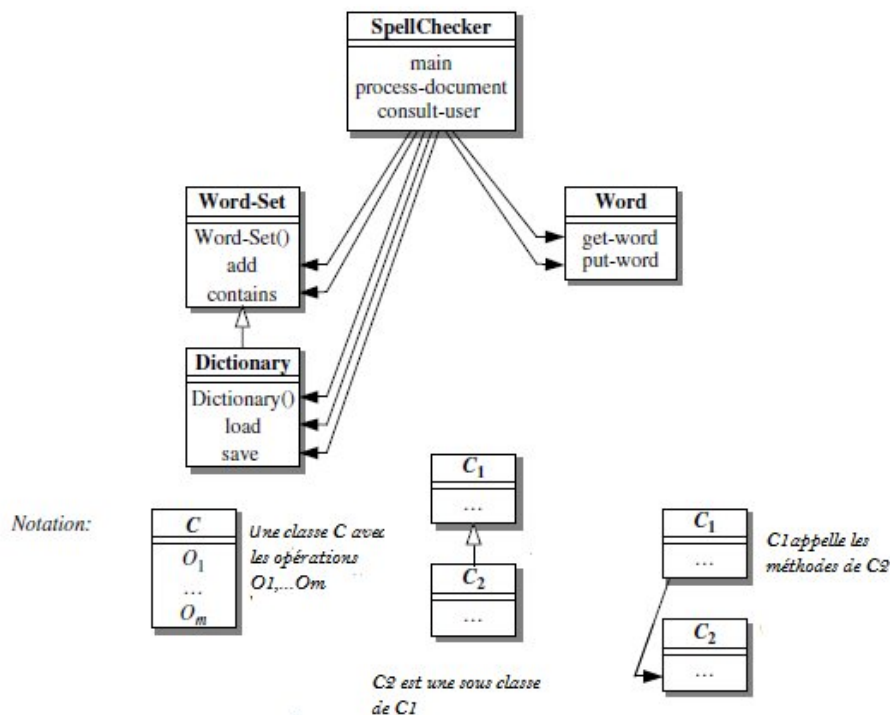 SpellChecker
main
process-document
consult-user
Word-Set
Word-Set()
add
contains
Word
get-word
put-word
Dictionary
Dictionary()
load
save
Notation:
C
O1
...
Om
Une classe C avec
les opérations
O1,...Om
C1
...
C2
...
C2 est une sous classe
de C1
C1
...
C2
...
C1appelle les
méthodes de C2